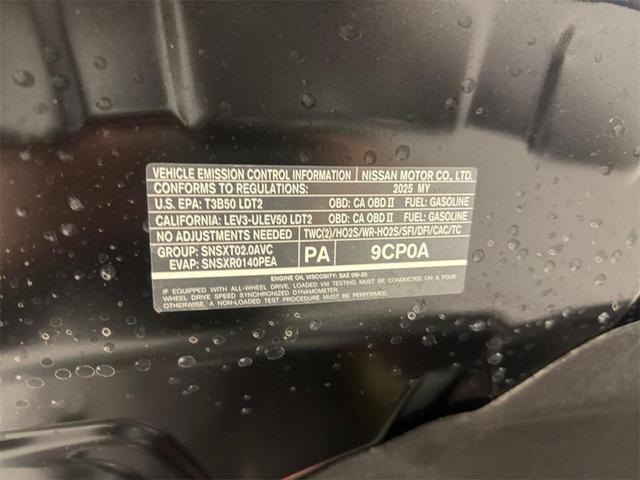 VEHICLE EMISSION CONTROL INFORMATION NISSAN MOTOR CO., LTD.
CONFORMS TO REGULATIONS: 2025 MY
U.S. EPA: T3B50 LDT2 OBD: CA OBD II FUEL: GASOLINE
CALIFORNIA: LEV3-ULEV50 LDT2 OBD: CA OBD II FUEL: GASOLINE
NO ADJUSTMENTS NEEDED TWC(2)/HO2S/WR-HO2S/SFI/DFI/CAC/TC
GROUP: SNSXT02.0AVC PA 9CP0A
EVAP: SNSXR0140PEA
ENGINE OIL VISCOSITY: SAE 0W-20
IF EQUIPPED WITH ALL-WHEEL DRIVE, LOADED I/M TESTING MUST BE CONDUCTED USING A FOUR-
WHEEL DRIVE SPEED SYNCHRONIZED DYNAMOMETER.
OTHERWISE, A NON-LOADED TEST PROCEDURE MUST BE USED.